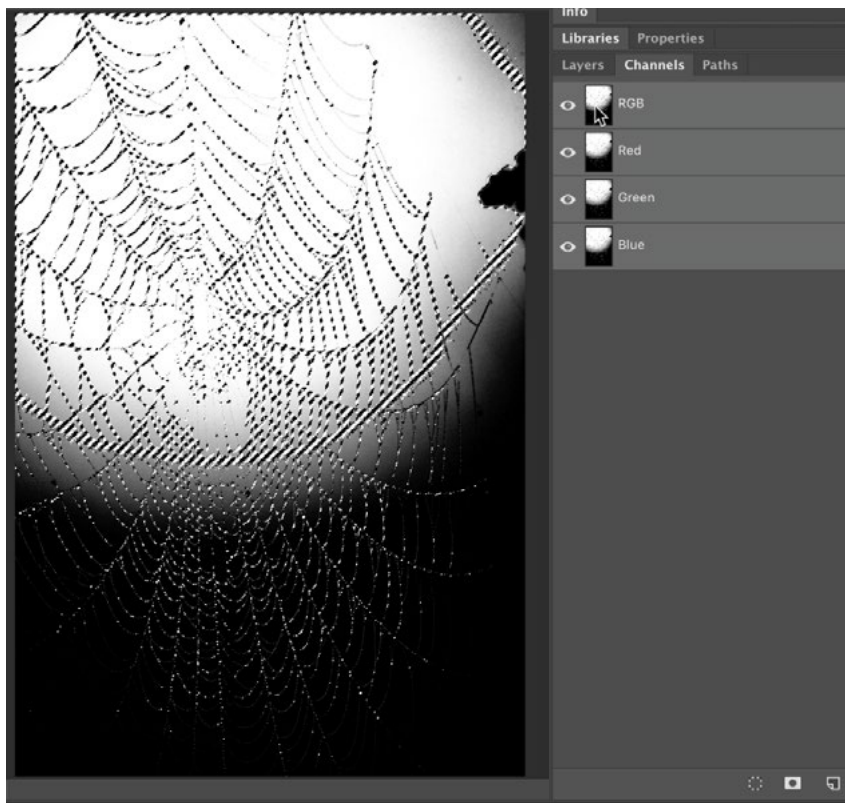 Info
Libraries Properties
Layers Channels Paths
RGB
Red
Green
Blue